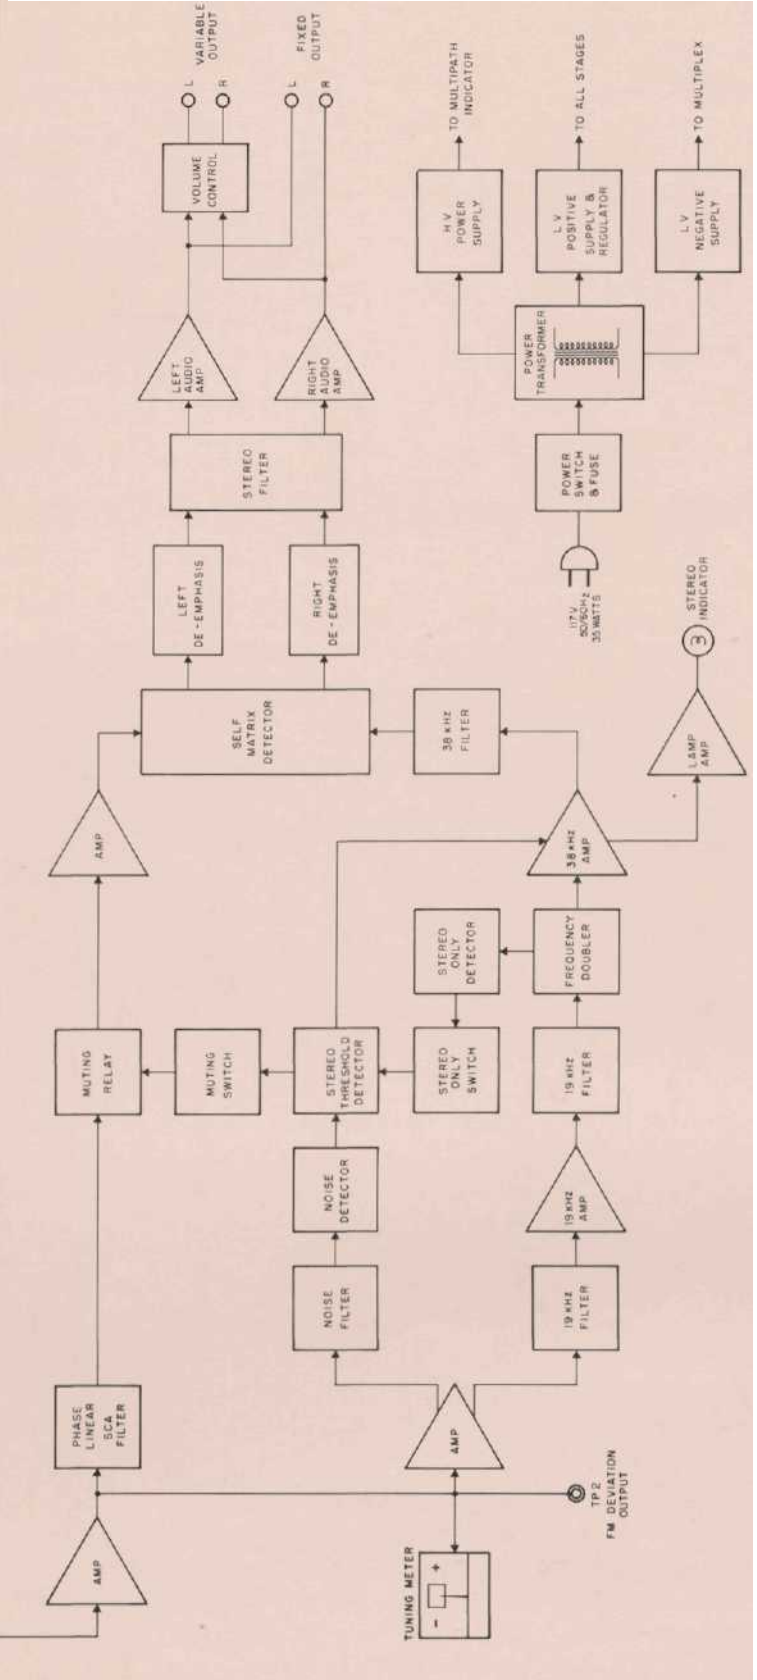 AMP
PHASE
LINEAR
SCA
FILTER
MUTING
RELAY
AMP
SELF
MATRIX
DETECTOR
LEFT
DE-EMPHASIS
RIGHT
DE-EMPHASIS
STEREO
FILTER
LEFT
AUDIO
AMP
RIGHT
AUDIO
AMP
VOLUME
CONTROL
L
R
VARIABLE
OUTPUT
L
R
FIXED
OUTPUT
MUTING
SWITCH
NOISE
FILTER
NOISE
DETECTOR
STEREO
THRESHOLD
DETECTOR
STEREO
ONLY
SWITCH
STEREO
ONLY
DETECTOR
38 kHz
FILTER
TUNING METER
- +
AMP
TP2
FM DEVIATION
OUTPUT
19 kHz
FILTER
19 kHz
AMP
19 kHz
FILTER
FREQUENCY
DOUBLER
38 kHz
AMP
LAMP
AMP
3
STEREO
INDICATOR
117V
50/60Hz
35 WATTS
POWER
SWITCH
& FUSE
POWER
TRANSFORMER
HV
POWER
SUPPLY
TO MULTIPATH
INDICATOR
LV
POSITIVE
SUPPLY &
REGULATOR
TO ALL STAGES
LV
NEGATIVE
SUPPLY
TO MULTIPLEX